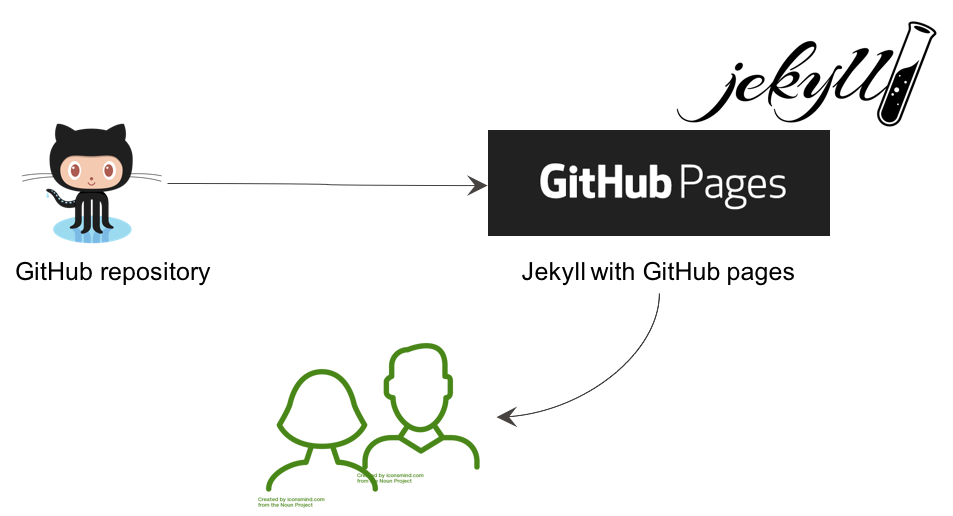 jekyll
GitHub Pages
GitHub repository
Jekyll with GitHub pages
Created by iconsmind.com
from the Noun Project
Created by iconsmind.com
from the Noun Project